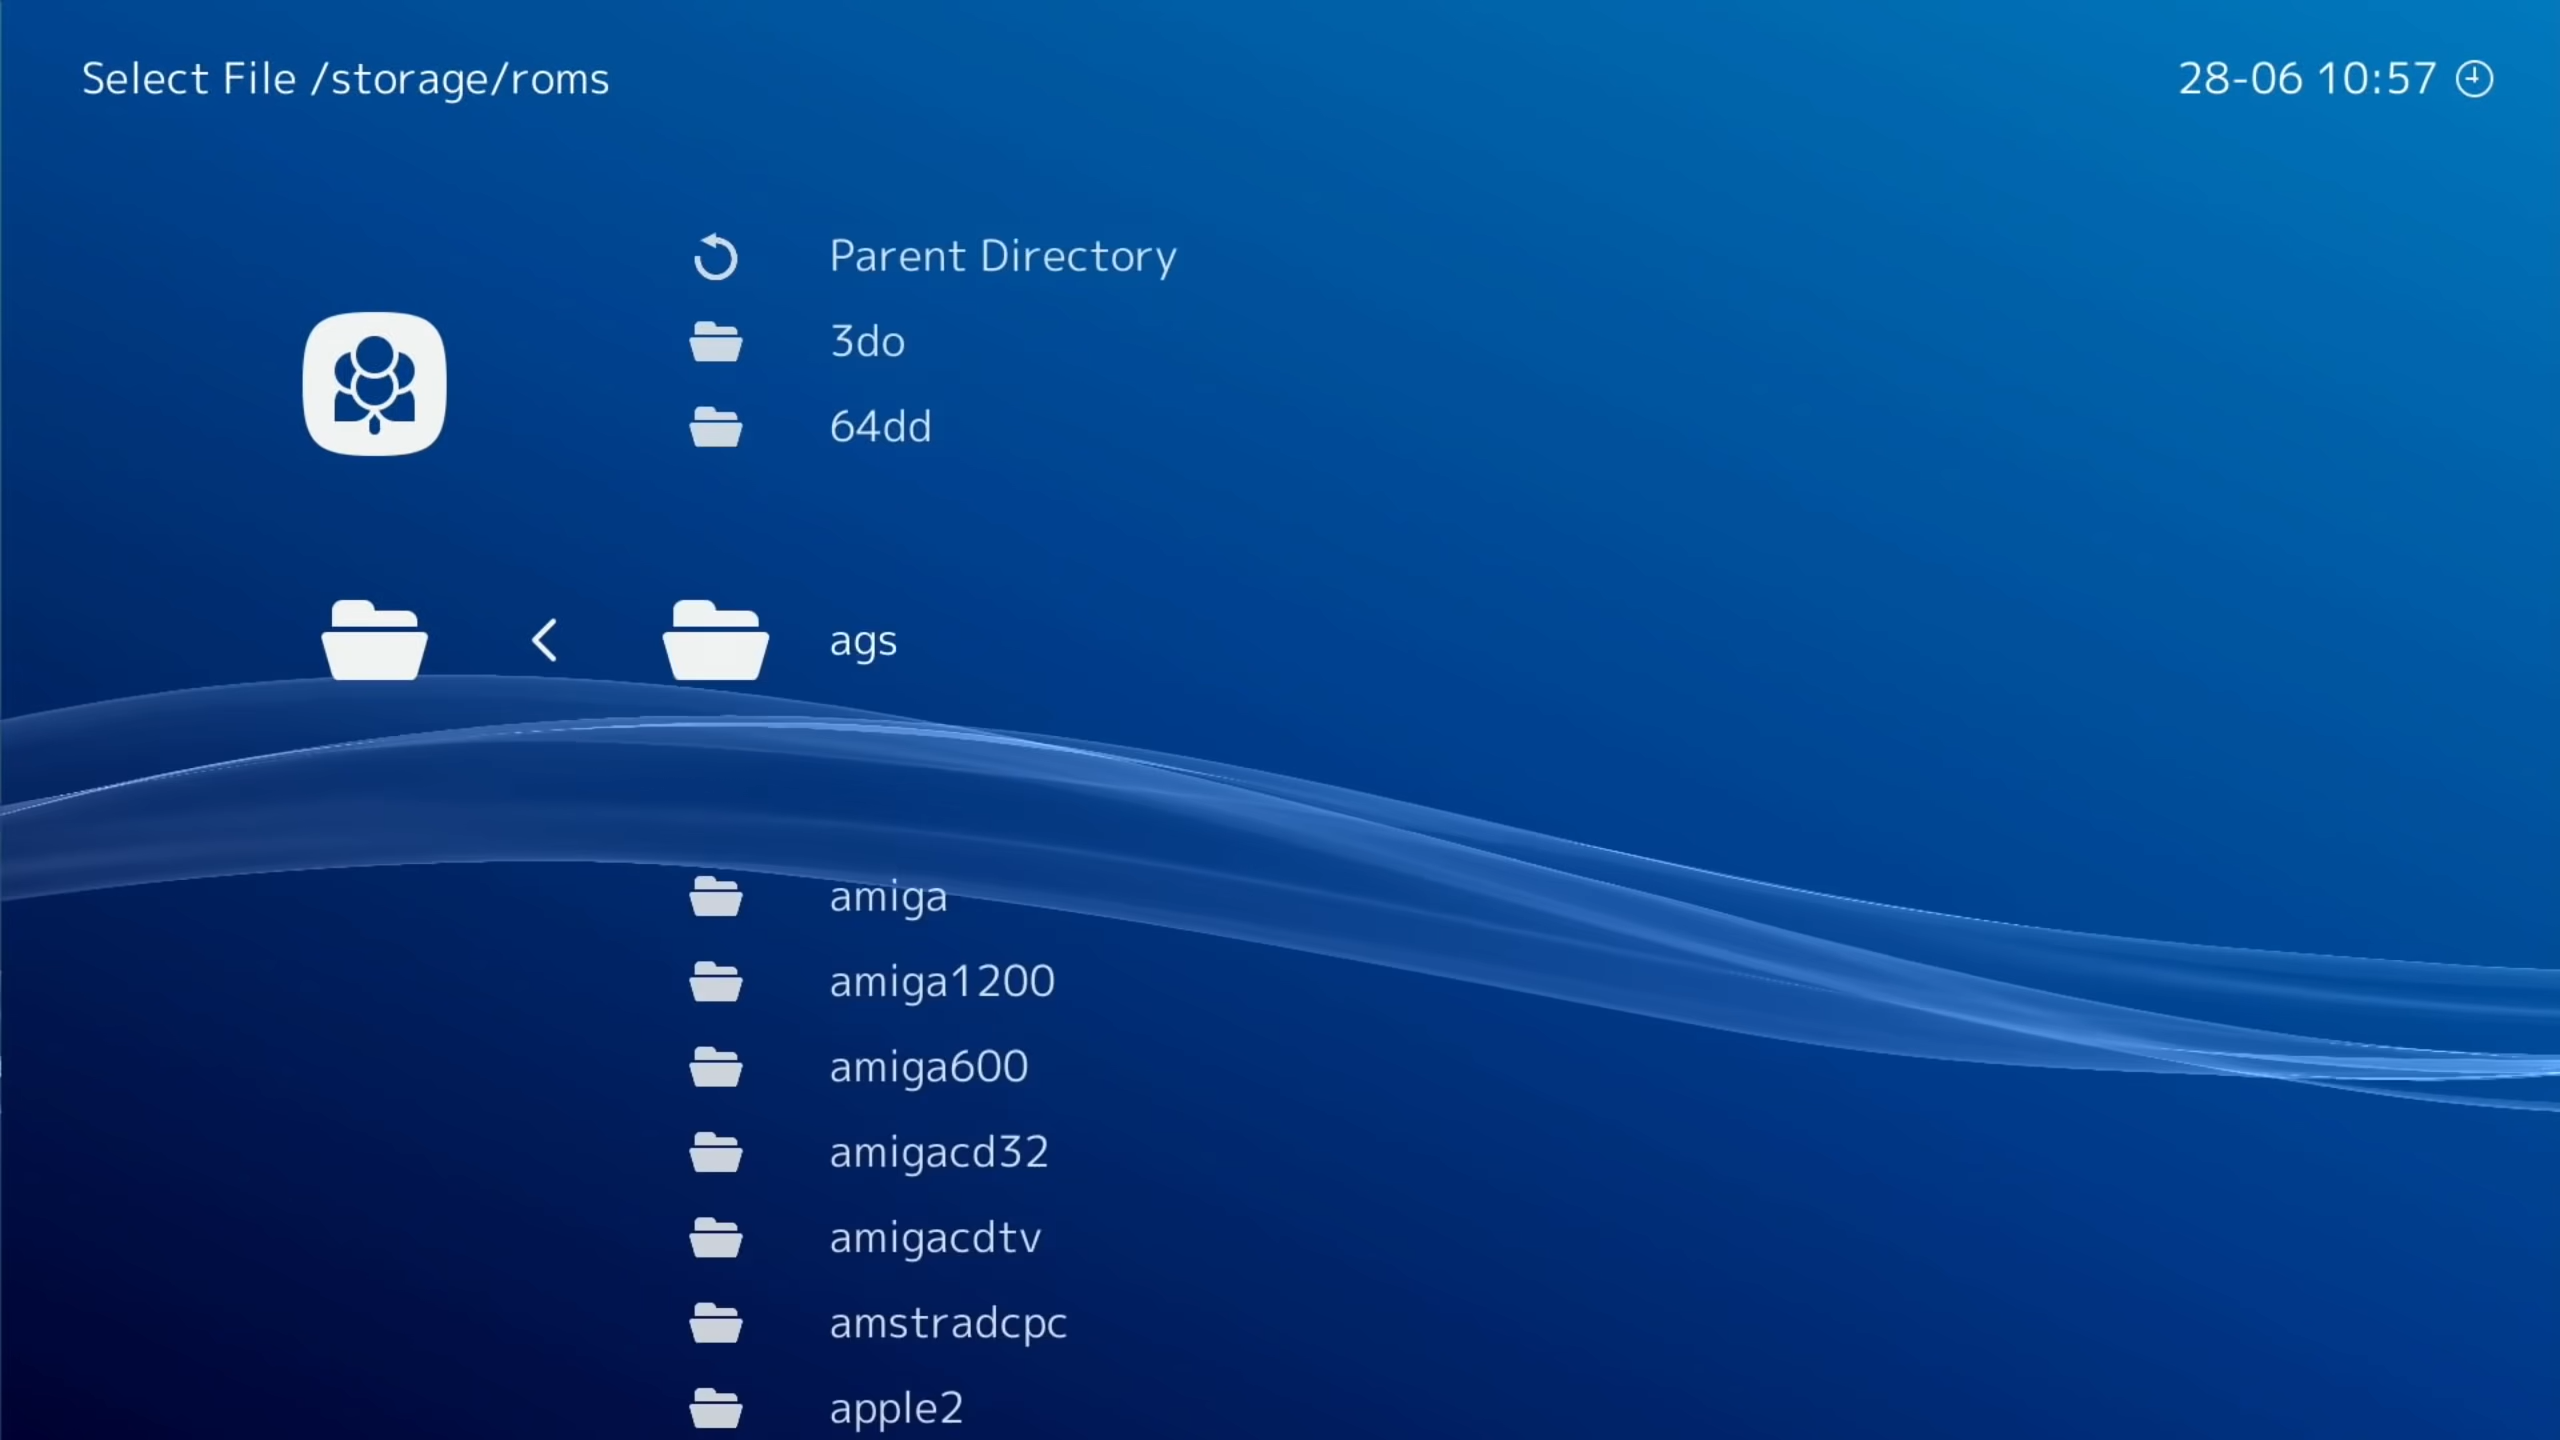 Select File /storage/roms
28-06 10:57
Parent Directory
3do
64dd
ags
amiga
amiga1200
amiga600
amigacd32
amigacdtv
amstradcpc
apple2